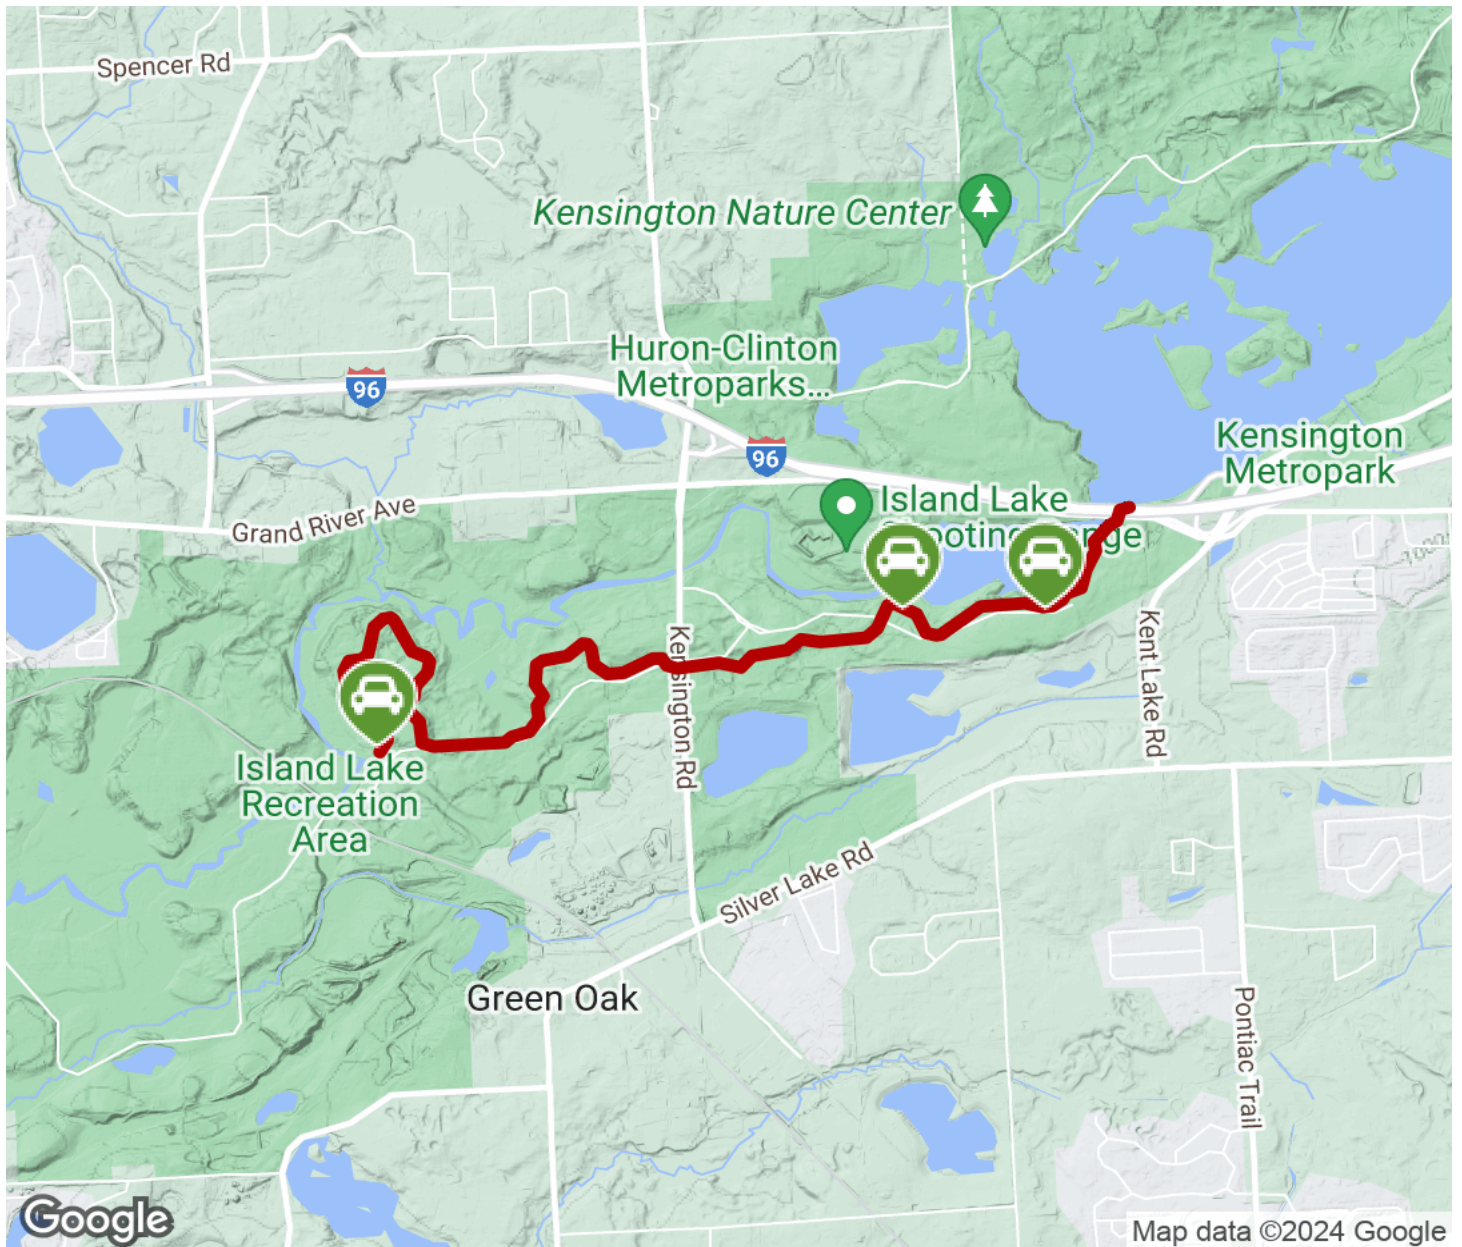 Spencer Rd
Kensington Nature Center
Huron-Clinton
Metroparks...
96
96
Kensington
Metropark
Island Lake
Grand River Ave
Kensington Rd
Kent Lake Rd
Island Lake
Recreation
Area
Silver Lake Rd
Green Oak
Pontiac Trail
Google
Map data ©2024 Google